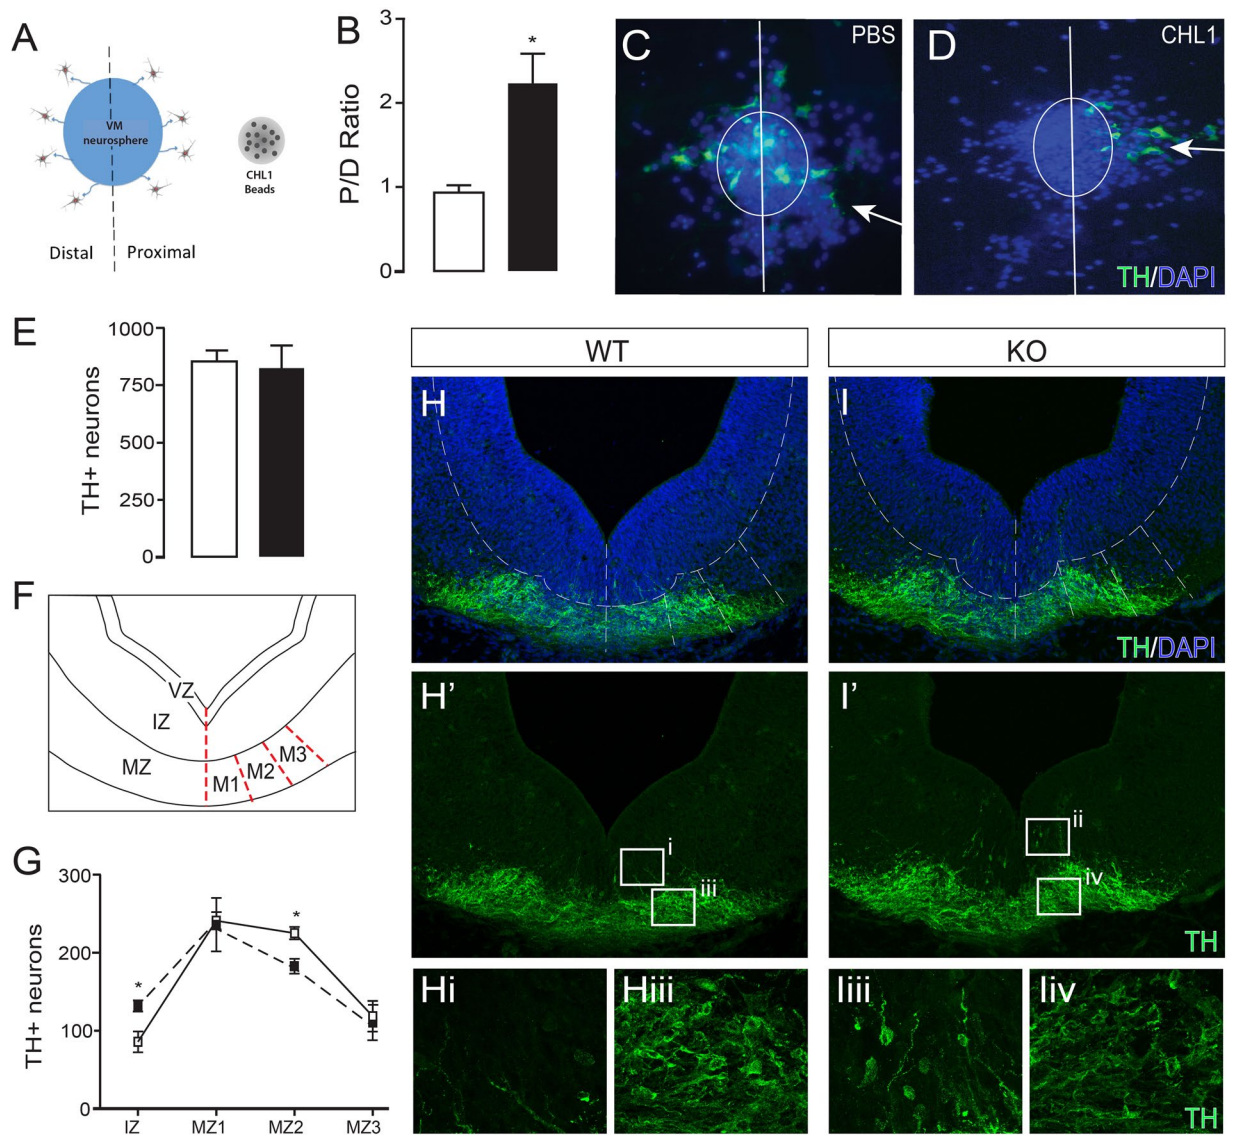 A
VM
neurosphere
CHL1
Beads
Distal
Proximal
B
P/D Ratio
3
2
1
0
*
C
PBS
D
CHL1
TH/DAPI
E
TH+ neurons
1000
750
500
250
0
F
VZ
IZ
MZ
M1
M2
M3
G
TH+ neurons
300
200
100
0
*
*
IZ
MZ1
MZ2
MZ3
WT
KO
H
I
TH/DAPI
H’
i
iii
I’
ii
iv
TH
Hi
Hiii
Iiii
Iiv
TH